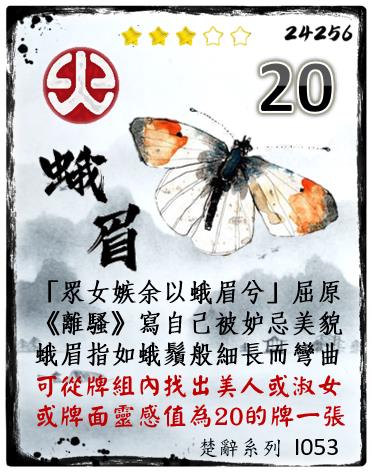 24256
20
蛾
眉
「眾女嫉余以蛾眉兮」屈原
《離騷》寫自己被妒忌美貌
蛾眉指如蛾鬚般細長而彎曲
可從牌組內找出美人或淑女
或牌面靈感值為20的牌一張
楚辭系列 I053